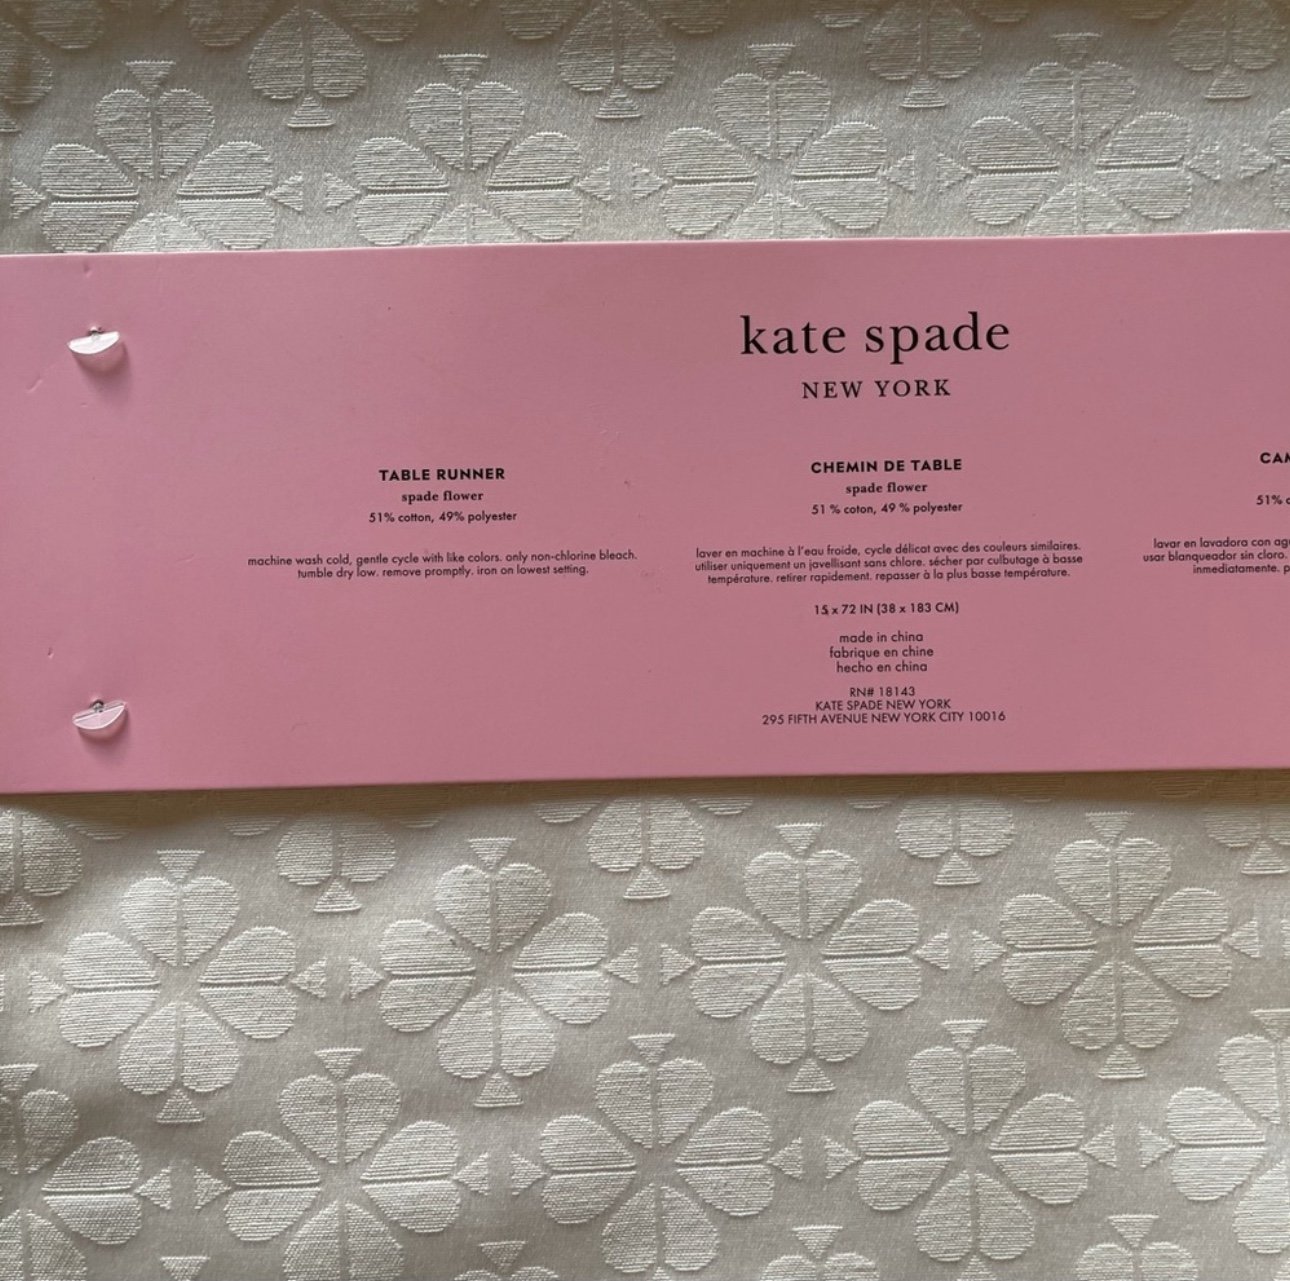 kate spade
NEW YORK
TABLE RUNNER
spade flower
51% cotton, 49% polyester
machine wash cold, gentle cycle with like colors. only non-chlorine bleach.
tumble dry low. remove promptly. iron on lowest setting.
CHEMIN DE TABLE
spade flower
51 % coton, 49 % polyester
laver en machine à l'eau froide, cycle délicat avec des couleurs similaires.
utiliser uniquement un javellisant sans chlore. sécher par culbutage à basse
température. retirer rapidement. repasser à la plus basse température.
15 x 72 IN (38 x 183 CM)
made in china
fabrique en chine
hecho en china
RN# 18143
KATE SPADE NEW YORK
295 FIFTH AVENUE NEW YORK CITY 10016
51%
lavar en lavadora con
usar blanqueador sin cloro.
inmediatamente.